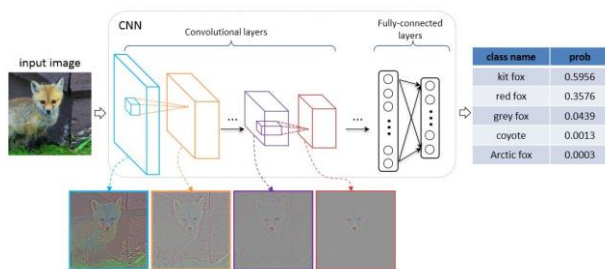 CNN
Convolutional layers
Fully-connected
layers
input image
...
...
class name prob
kit fox 0.5956
red fox 0.3576
grey fox 0.0439
coyote 0.0013
Arctic fox 0.0003